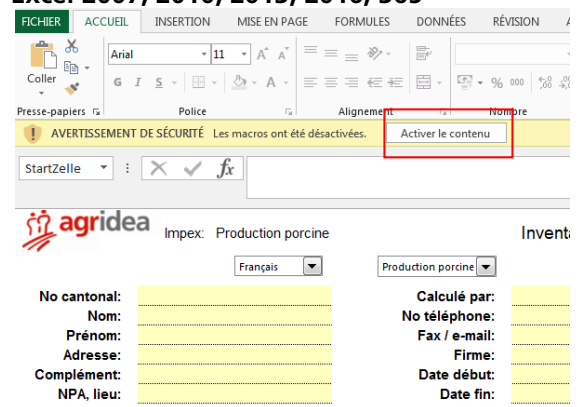 Excel 2007, 2010, 2013, 2016, 365
FICHIER ACCUEIL INSERTION MISE EN PAGE FORMULES DONNÉES RÉVISION
Arial 11 A A
Coller G I S A % 000
Presse-papiers Police Alignement Nombre
AVERTISSEMENT DE SÉCURITÉ Les macros ont été désactivées. Activer le contenu
StartZelle fx
agridea Impex: Production porcine
Français Production porcine
No cantonal: Calculé par:
Nom: No téléphone:
Prénom: Fax / e-mail:
Adresse: Firme:
Complément: Date début:
NPA, lieu: Date fin: